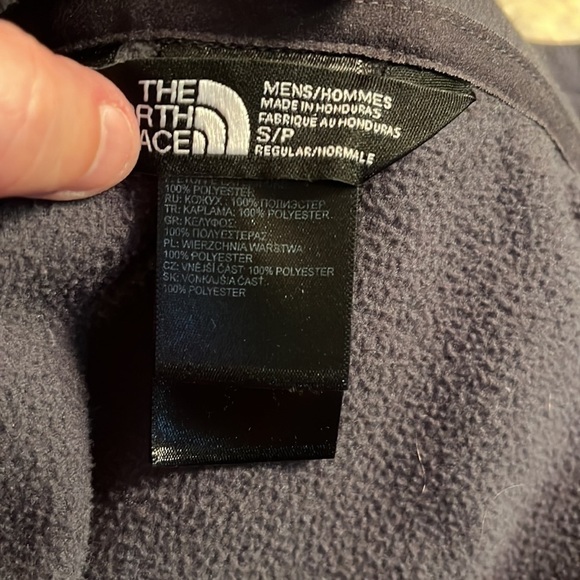 THE
RTH
ACE
MENS/HOMMES
MADE IN HONDURAS
FABRIQUE AU HONDURAS
S/P
REGULAR/NORMALE
100% POLYESTER
RU: КОЖУХ : 100% ПОЛИЭСТЕР
TR: KAPLAMA: 100% POLYESTER
GR: ΚΕΛΥΦΟΣ:
100% ΠΟΛΥΕΣΤΕΡΑΣ
PL: WIERZCHNIA WARSTWA
100% POLYESTER
CZ: VNĚJŠÍ ČÁST 100% POLYESTER
SK: VONKAJŠIA ČASŤ
100% POLYESTER